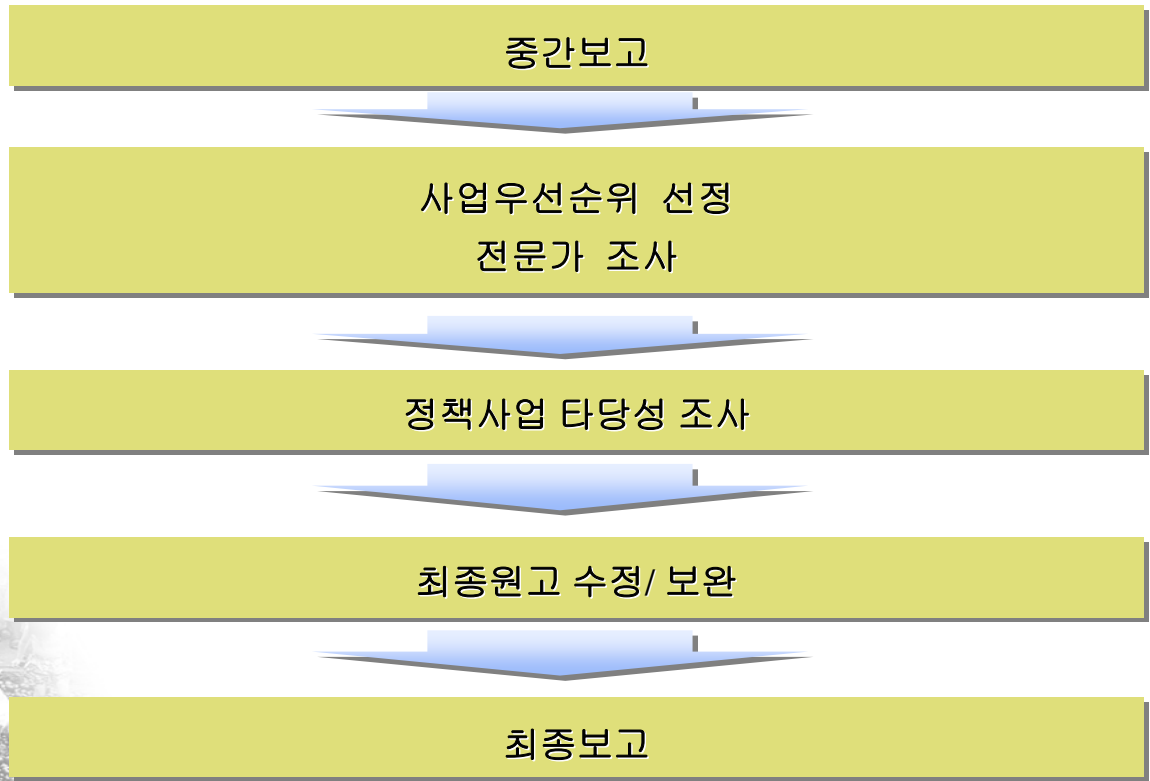 중간보고
사업우선순위 선정
전문가 조사
정책사업 타당성 조사
최종원고 수정/ 보완
최종보고